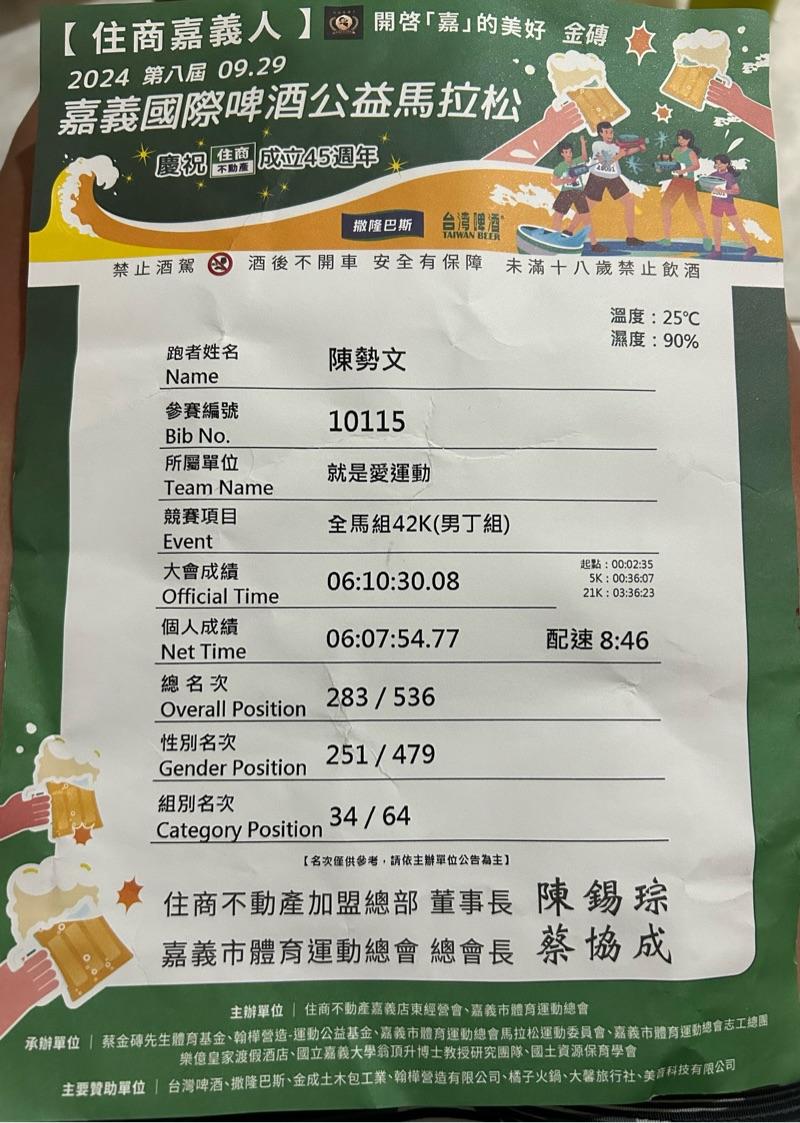 【住商嘉義人】 開啓「嘉」的美好 金磚
2024 第八屆 09.29
嘉義國際啤酒公益馬拉松
慶祝 住商不動產 成立45週年
撒隆巴斯 台灣啤酒
TAIWAN BEER
禁止酒駕 酒後不開車 安全有保障 未滿十八歲禁止飲酒
溫度：25℃
濕度：90%
跑者姓名 陳勢文
Name
參賽編號 10115
Bib No.
所屬單位 就是愛運動
Team Name
競賽項目 全馬組42K(男丁組)
Event
大會成績 06:10:30.08
Official Time
起點：00:02:35
5K：00:36:07
21K：03:36:23
個人成績 06:07:54.77 配速 8:46
Net Time
總名次 283 / 536
Overall Position
性別名次 251 / 479
Gender Position
組別名次 34 / 64
Category Position
【名次僅供參考，請依主辦單位公告為主】
住商不動產加盟總部 董事長 陳錫琮
嘉義市體育運動總會 總會長 蔡協成
主辦單位｜住商不動產嘉義店東經營會、嘉義市體育運動總會
承辦單位｜蔡金磚先生體育基金、翰樺營造-運動公益基金、嘉義市體育運動總會馬拉松運動委員會、嘉義市體育運動總會志工總團
樂億皇家渡假酒店、國立嘉義大學翁頂升博士教授研究團隊、國土資源保育學會
主要贊助單位｜台灣啤酒、撒隆巴斯、金成土木包工業、翰樺營造有限公司、橘子火鍋、大馨旅行社、美育科技有限公司